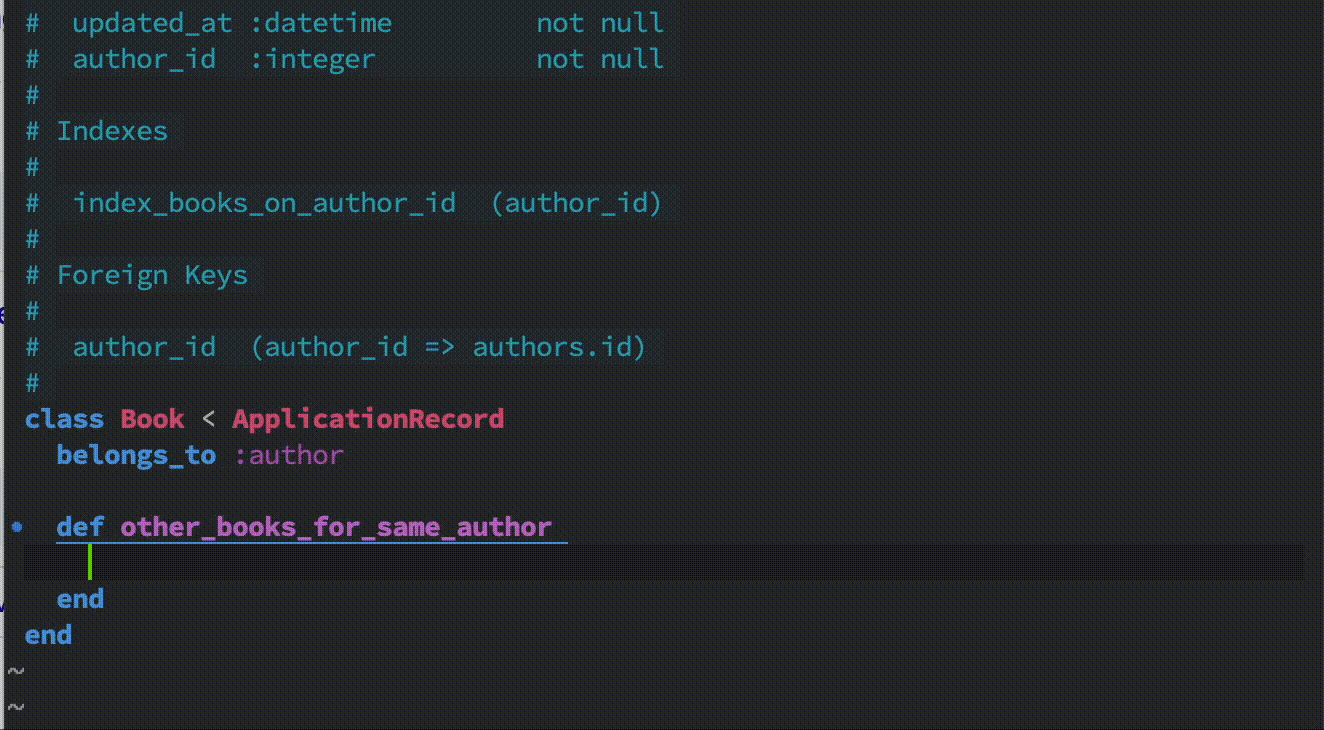 #  updated_at :datetime         not null
#  author_id  :integer          not null
#
# Indexes
#
#  index_books_on_author_id  (author_id)
#
# Foreign Keys
#
#  author_id  (author_id => authors.id)
#
class Book < ApplicationRecord
  belongs_to :author
  def other_books_for_same_author
  end
end
~
~